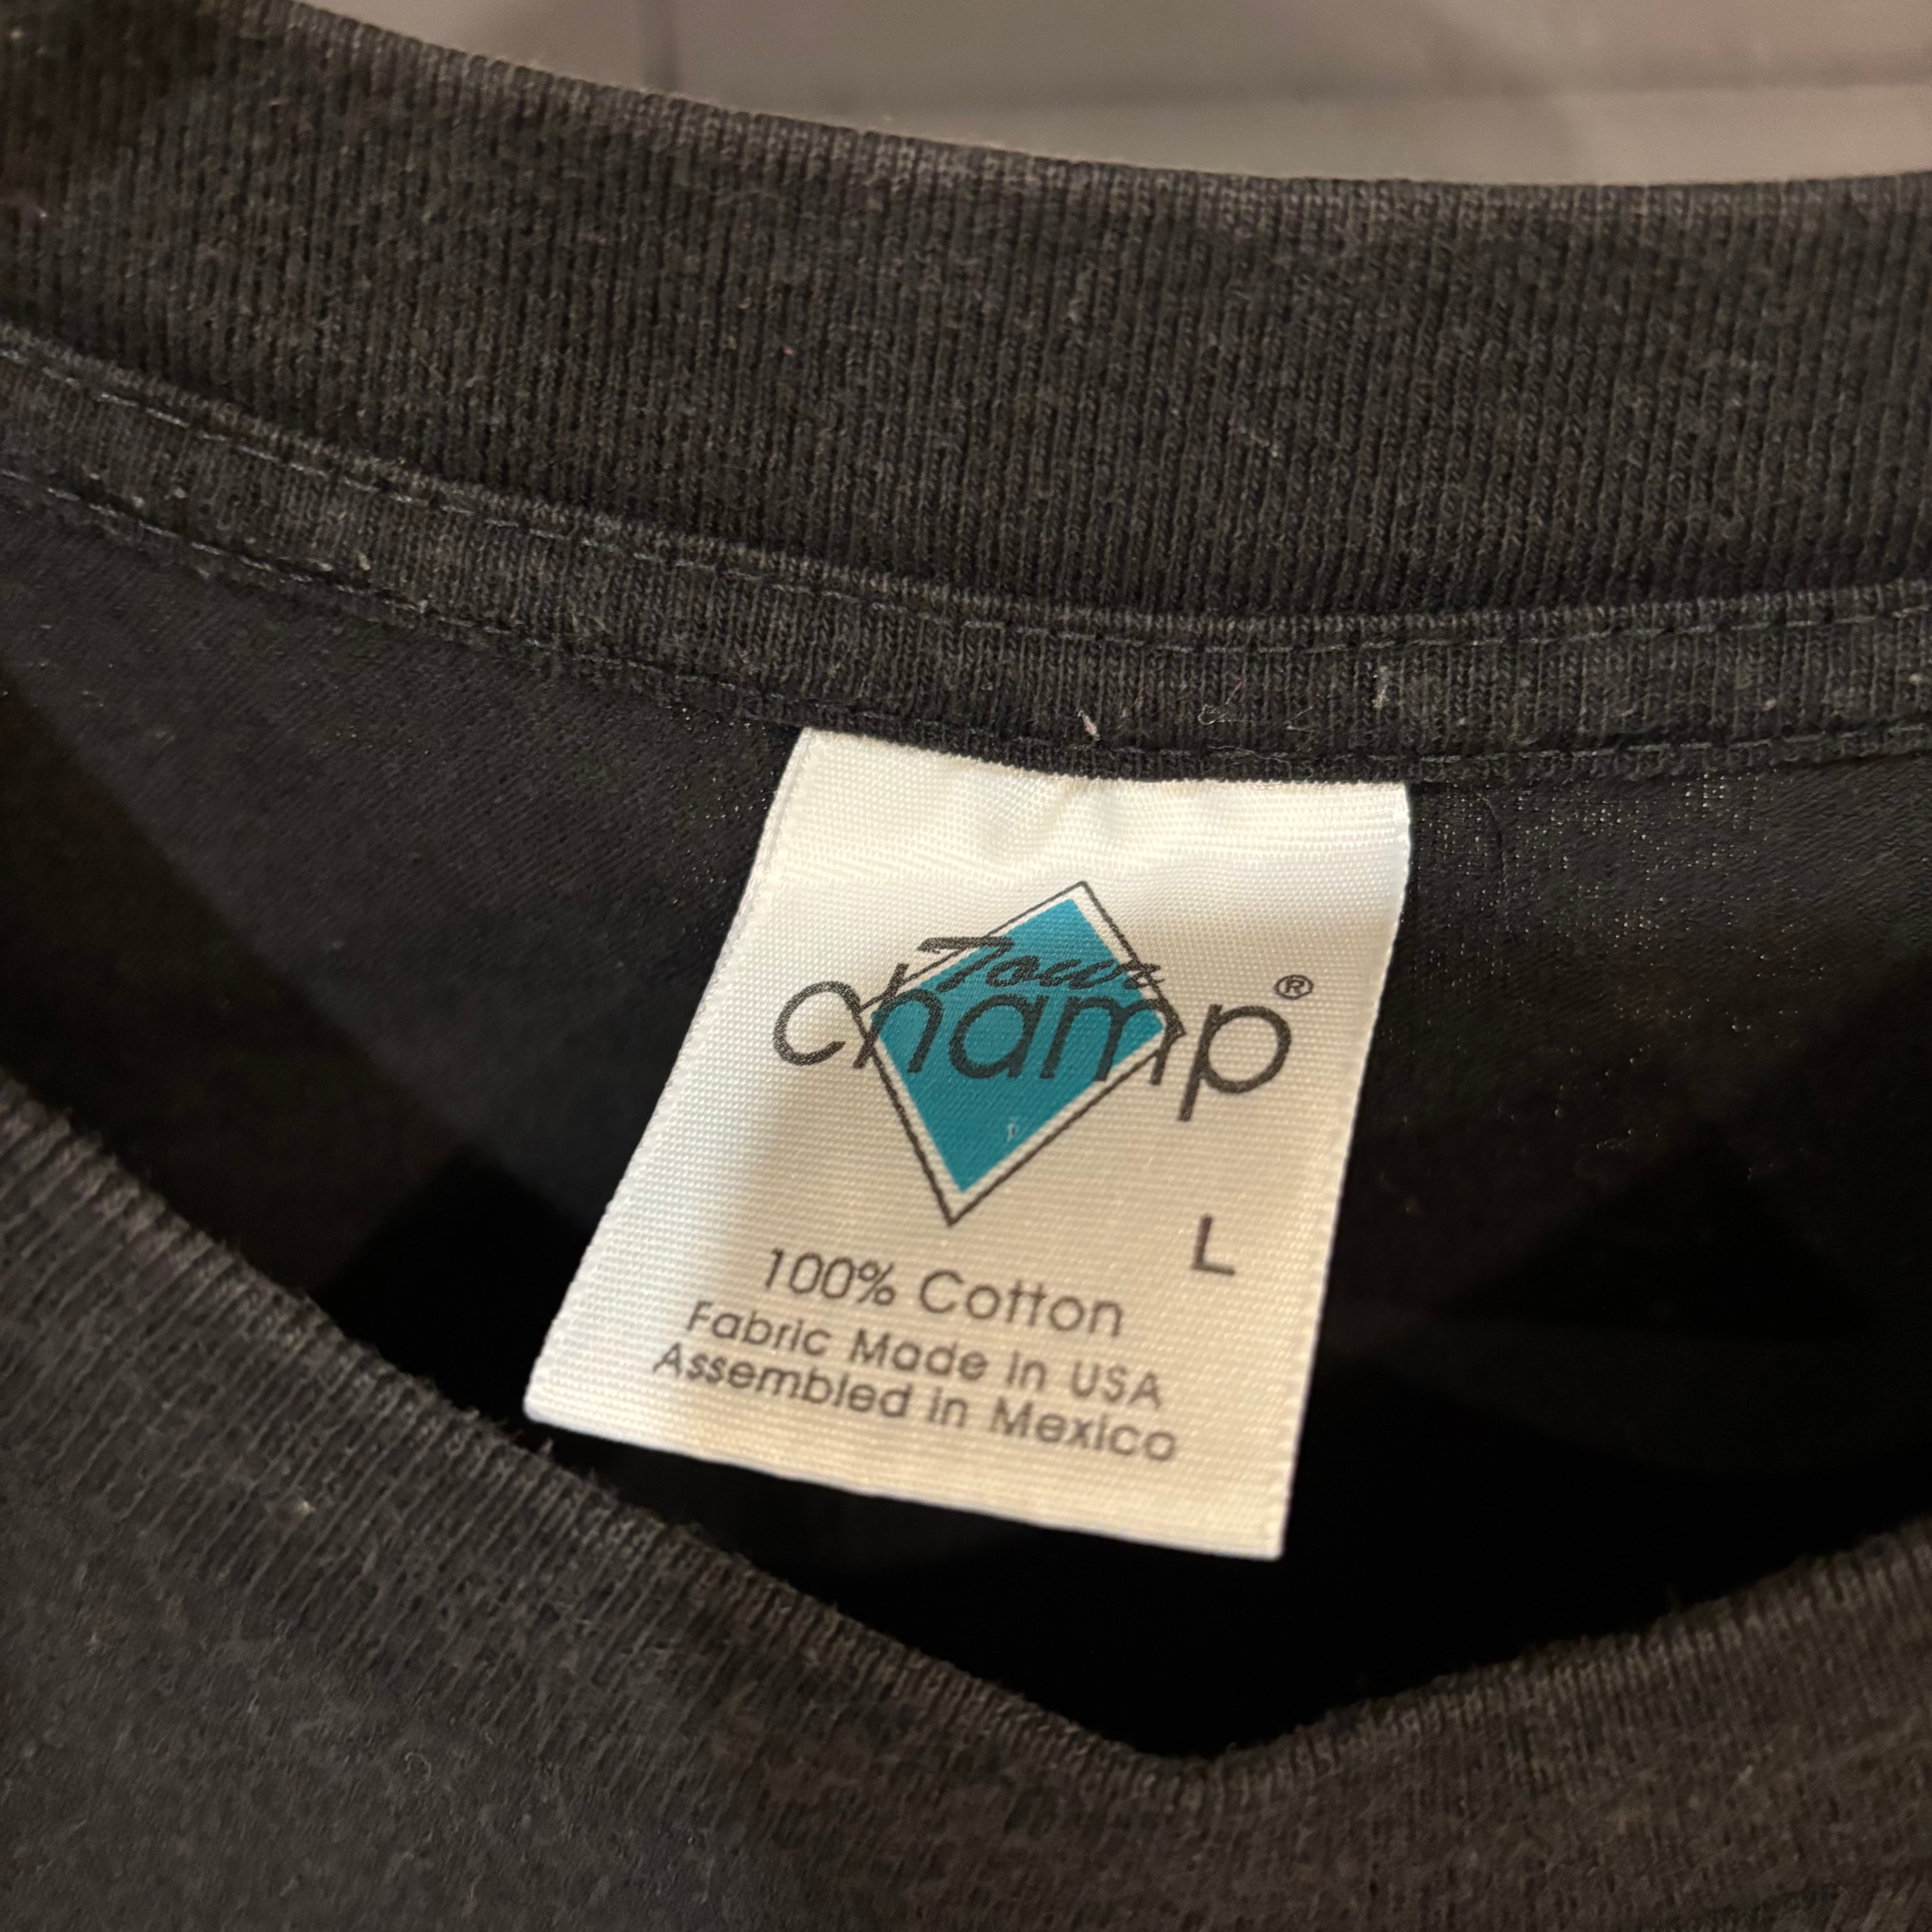 Tour
champ®
L
100% Cotton
Fabric Made in USA
Assembled in Mexico